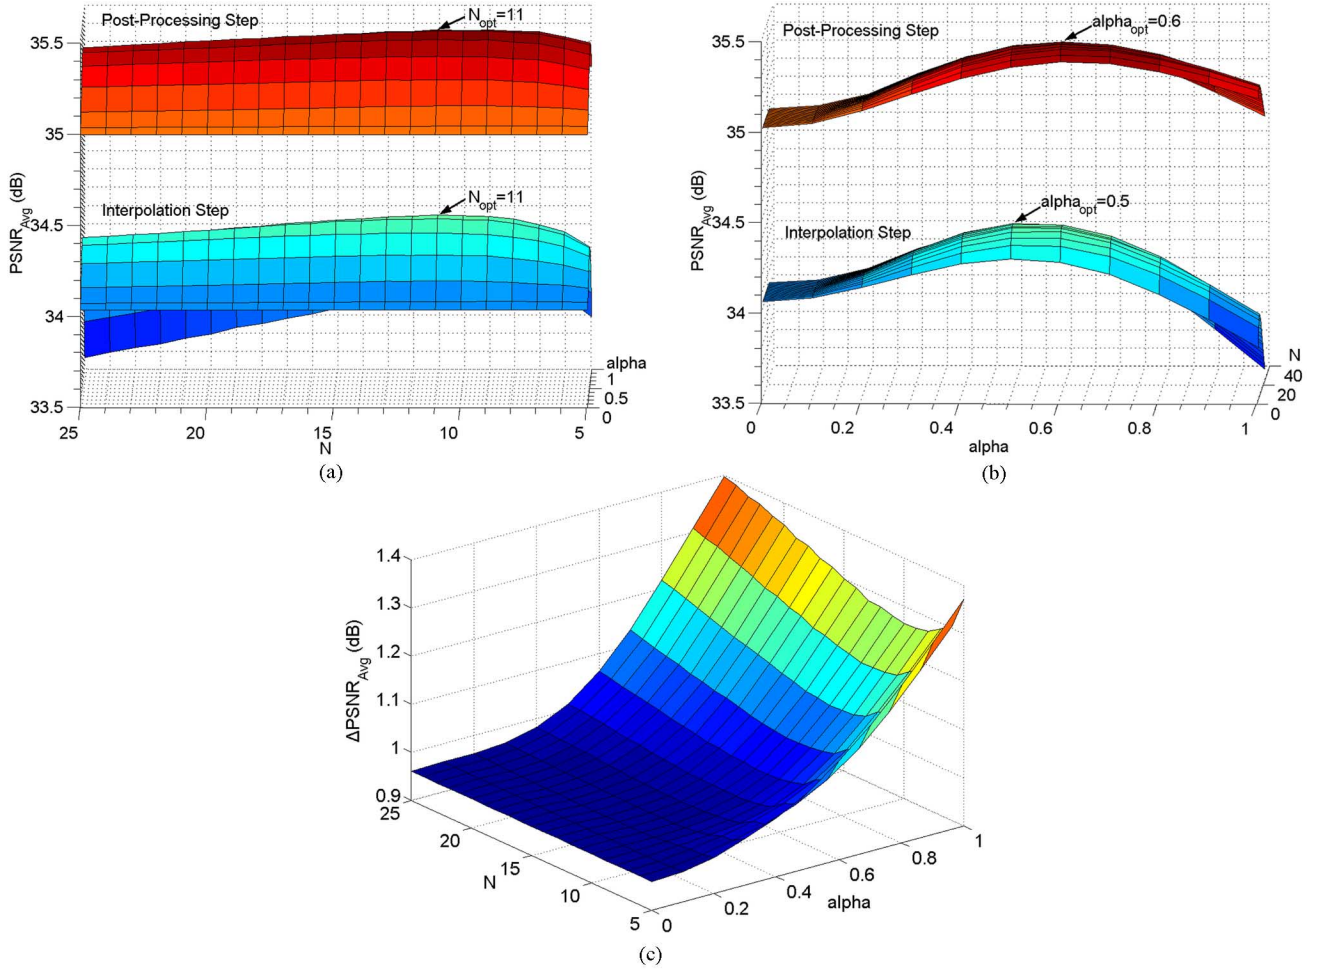 Post-Processing Step
N_opt=11
35.5
35
Interpolation Step
N_opt=11
34.5
34
33.5
PSNR_Avg (dB)
25
20
15
10
5
N
alpha
1
0.5
0
(a)
Post-Processing Step
alpha_opt=0.6
35.5
35
Interpolation Step
alpha_opt=0.5
34.5
34
33.5
PSNR_Avg (dB)
0
0.2
0.4
0.6
0.8
1
alpha
N
40
20
0
(b)
1.4
1.3
1.2
1.1
1
0.9
ΔPSNR_Avg (dB)
25
20
15
10
5
N
0
0.2
0.4
0.6
0.8
1
alpha
(c)